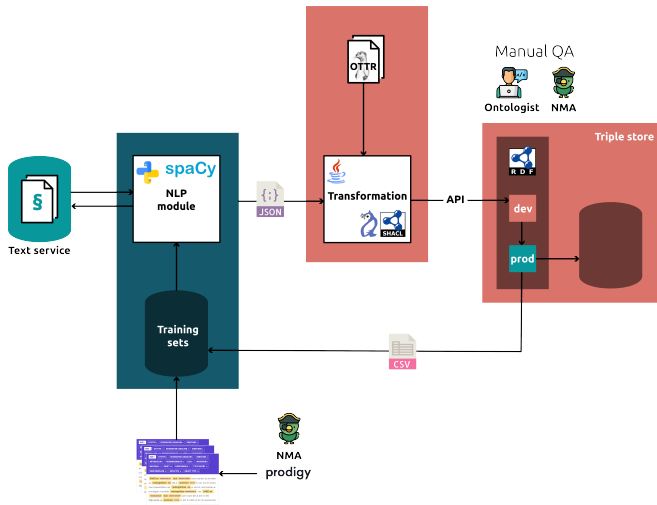 OTTR
Manual QA
Ontologist
NMA
Triple store
spaCy
NLP
module
§
Text service
{;}
JSON
Transformation
SHACL
API
RDF
dev
prod
Training
sets
CSV
NMA
prodigy